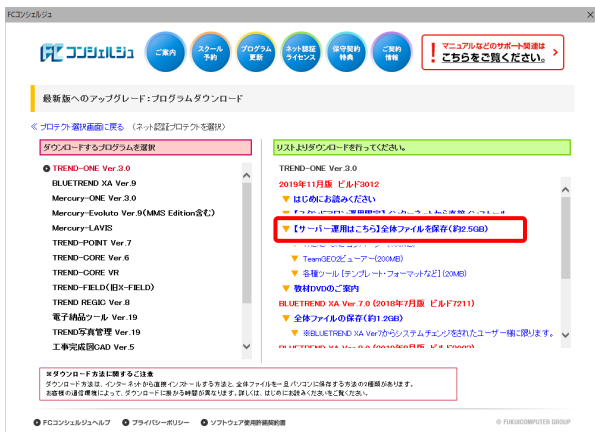 FCコンシェルジュ
FC コンシェルジュ
ご案内
スクール
予約
プログラム
更新
ネット認証
ライセンス
保守契約
特典
ご契約
情報
マニュアルなどのサポート関連は
こちらをご覧ください。
最新版へのアップグレード：プログラムダウンロード
≪ プロテクト選択画面に戻る （ネット認証プロテクトを選択）
ダウンロードするプログラムを選択
TREND-ONE Ver.3.0
BLUETREND XA Ver.9
Mercury-ONE Ver.3.0
Mercury-Evoluto Ver.9(MMS Edition含む)
Mercury-LAVIS
TREND-POINT Ver.7
TREND-CORE Ver.6
TREND-CORE VR
TREND-FIELD(旧X-FIELD)
TREND REGIC Ver.8
電子納品ツール Ver.19
TREND写真管理 Ver.19
工事完成図CAD Ver.5
リストよりダウンロードを行ってください。
TREND-ONE Ver.3.0
2019年11月版 ビルド3012
▼ はじめにお読みください
▼【サーバー運用はこちら】全体ファイルを保存(約2.5GB)
▼ TeamGEO2ビューアー(200MB)
▼ 各種ツール [テンプレート・フォーマットなど] (20MB)
▼ 教材DVDのご案内
BLUETREND XA Ver.7.0 (2018年7月版 ビルド7211)
▼ 全体ファイルの保存(約1.2GB)
▼ ※BLUETREND XA Ver7からシステムチェンジをされたユーザー様に限ります。
※ダウンロード方法に関するご注意
ダウンロード方法は、インターネットから直接インストールする方法と、全体ファイルを一旦パソコンに保存する方法の2種類があります。
お客様の通信環境によって、ダウンロードに掛かる時間が異なります。詳しくは、はじめにお読みくださいをご覧ください。
FCコンシェルジュヘルプ
プライバシーポリシー
ソフトウェア使用許諾契約書
© FUKUICOMPUTER GROUP